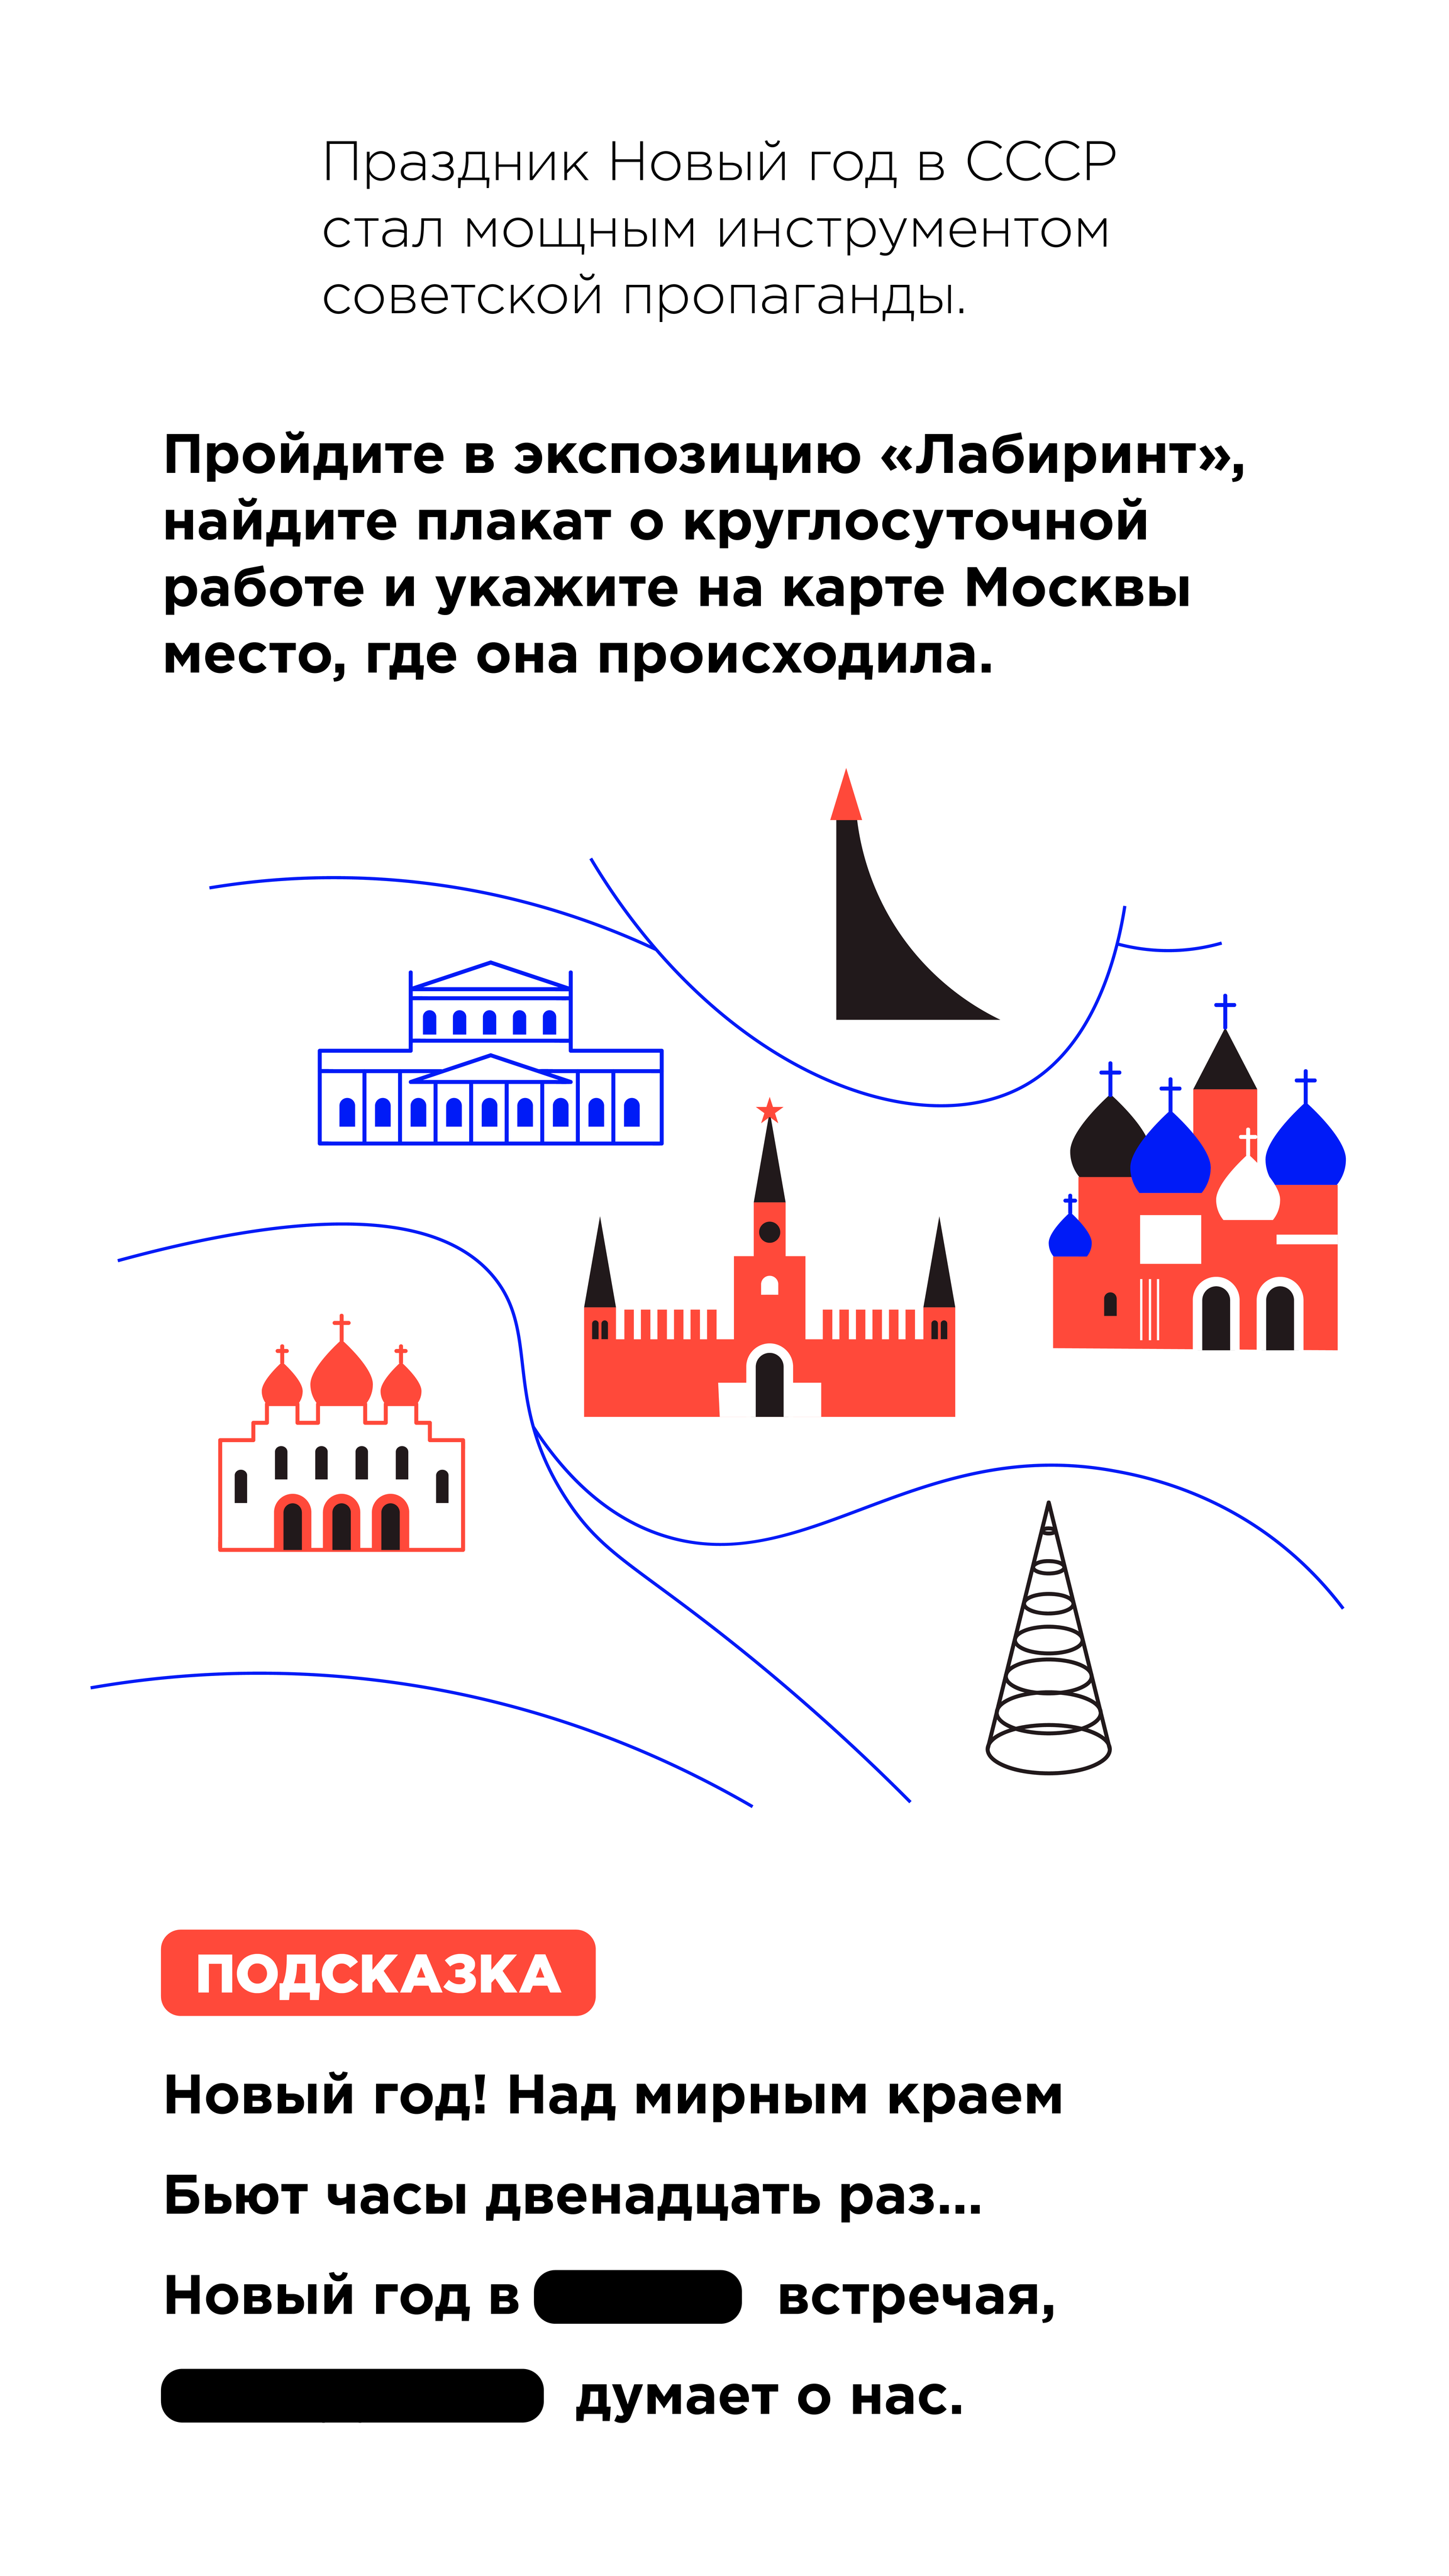 Праздник Новый год в СССР
стал мощным инструментом
советской пропаганды.
Пройдите в экспозицию «Лабиринт»,
найдите плакат о круглосуточной
работе и укажите на карте Москвы
место, где она происходила.
ПОДСКАЗКА
Новый год! Над мирным краем
Бьют часы двенадцать раз...
Новый год в встречая,
думает о нас.